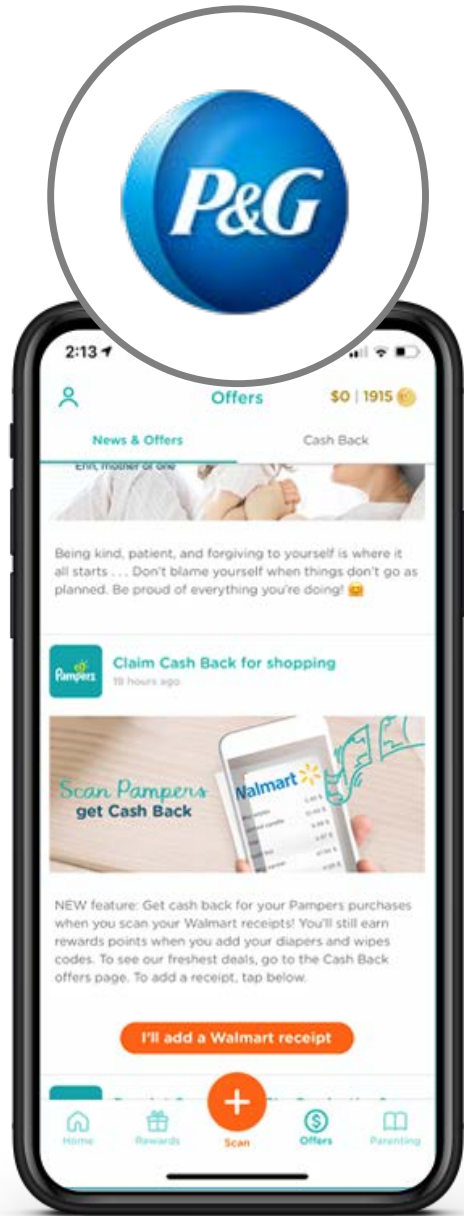 P&G
2:13
Offers
$0 | 1915
News & Offers
Cash Back
Erin, mother of one
Being kind, patient, and forgiving to yourself is where it
all starts . . . Don't blame yourself when things don't go as
planned. Be proud of everything you're doing!
Pampers
Claim Cash Back for shopping
19 hours ago
Scan Pampers
get Cash Back
Walmart
NEW feature: Get cash back for your Pampers purchases
when you scan your Walmart receipts! You'll still earn
rewards points when you add your diapers and wipes
codes. To see our freshest deals, go to the Cash Back
offers page. To add a receipt, tap below.
I'll add a Walmart receipt
+
Home
Rewards
Scan
Offers
Parenting